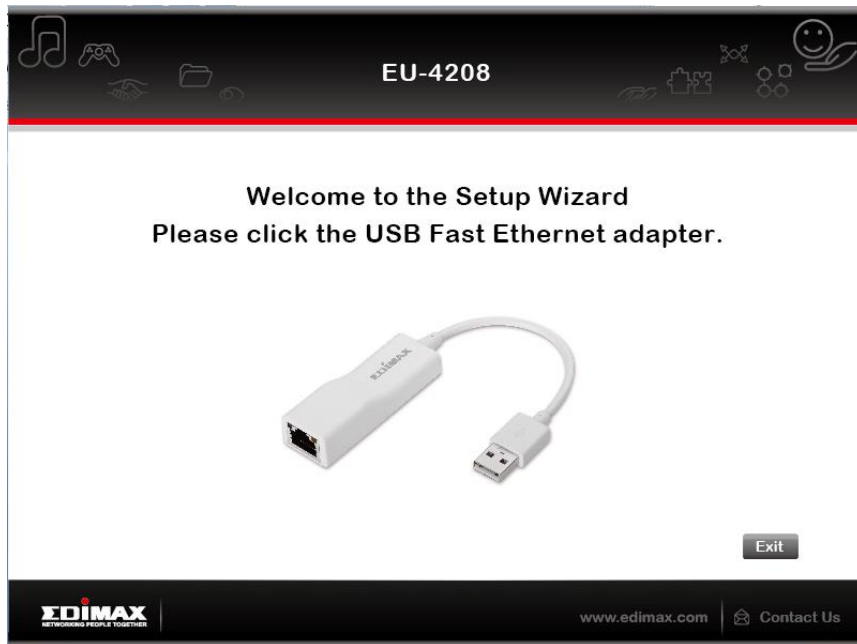 EU-4208
Welcome to the Setup Wizard
Please click the USB Fast Ethernet adapter.
EDIMAX
Exit
EDIMAX
NETWORKING PEOPLE TOGETHER
www.edimax.com
Contact Us